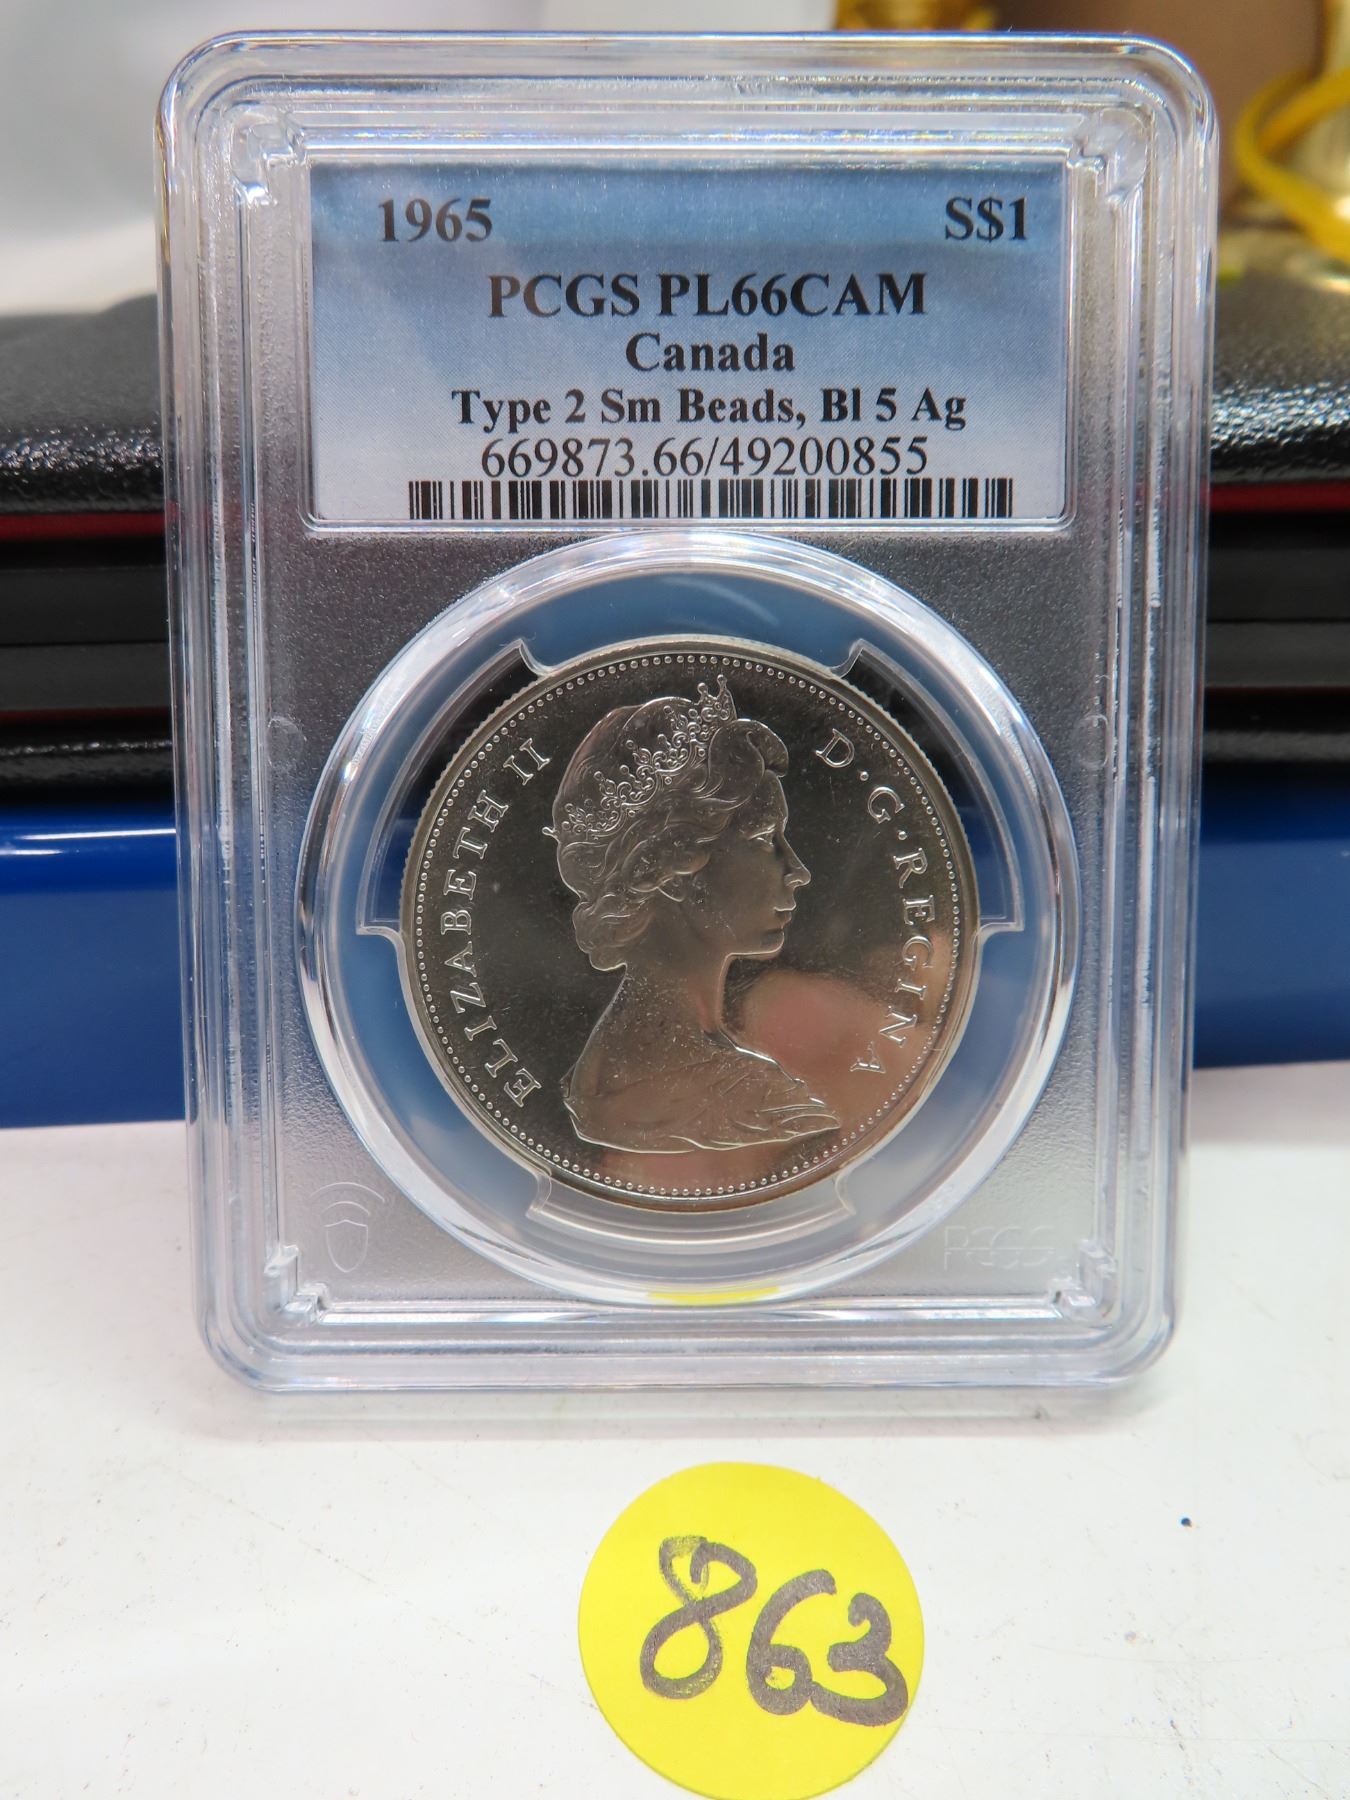 1965 S$1
PCGS PL66CAM
Canada
Type 2 Sm Beads, Bl 5 Ag
669873.66/49200855
ELIZABETH II D·G·REGINA
PCGS
863